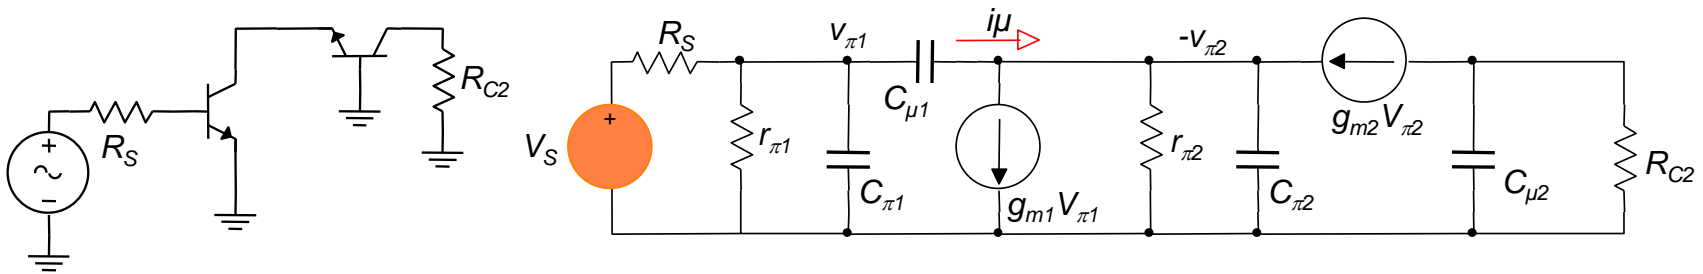 R_S
R_C2
V_S
+
R_S
r_π1
v_π1
C_π1
C_μ1
iμ
g_m1 V_π1
-v_π2
r_π2
C_π2
g_m2 V_π2
C_μ2
R_C2